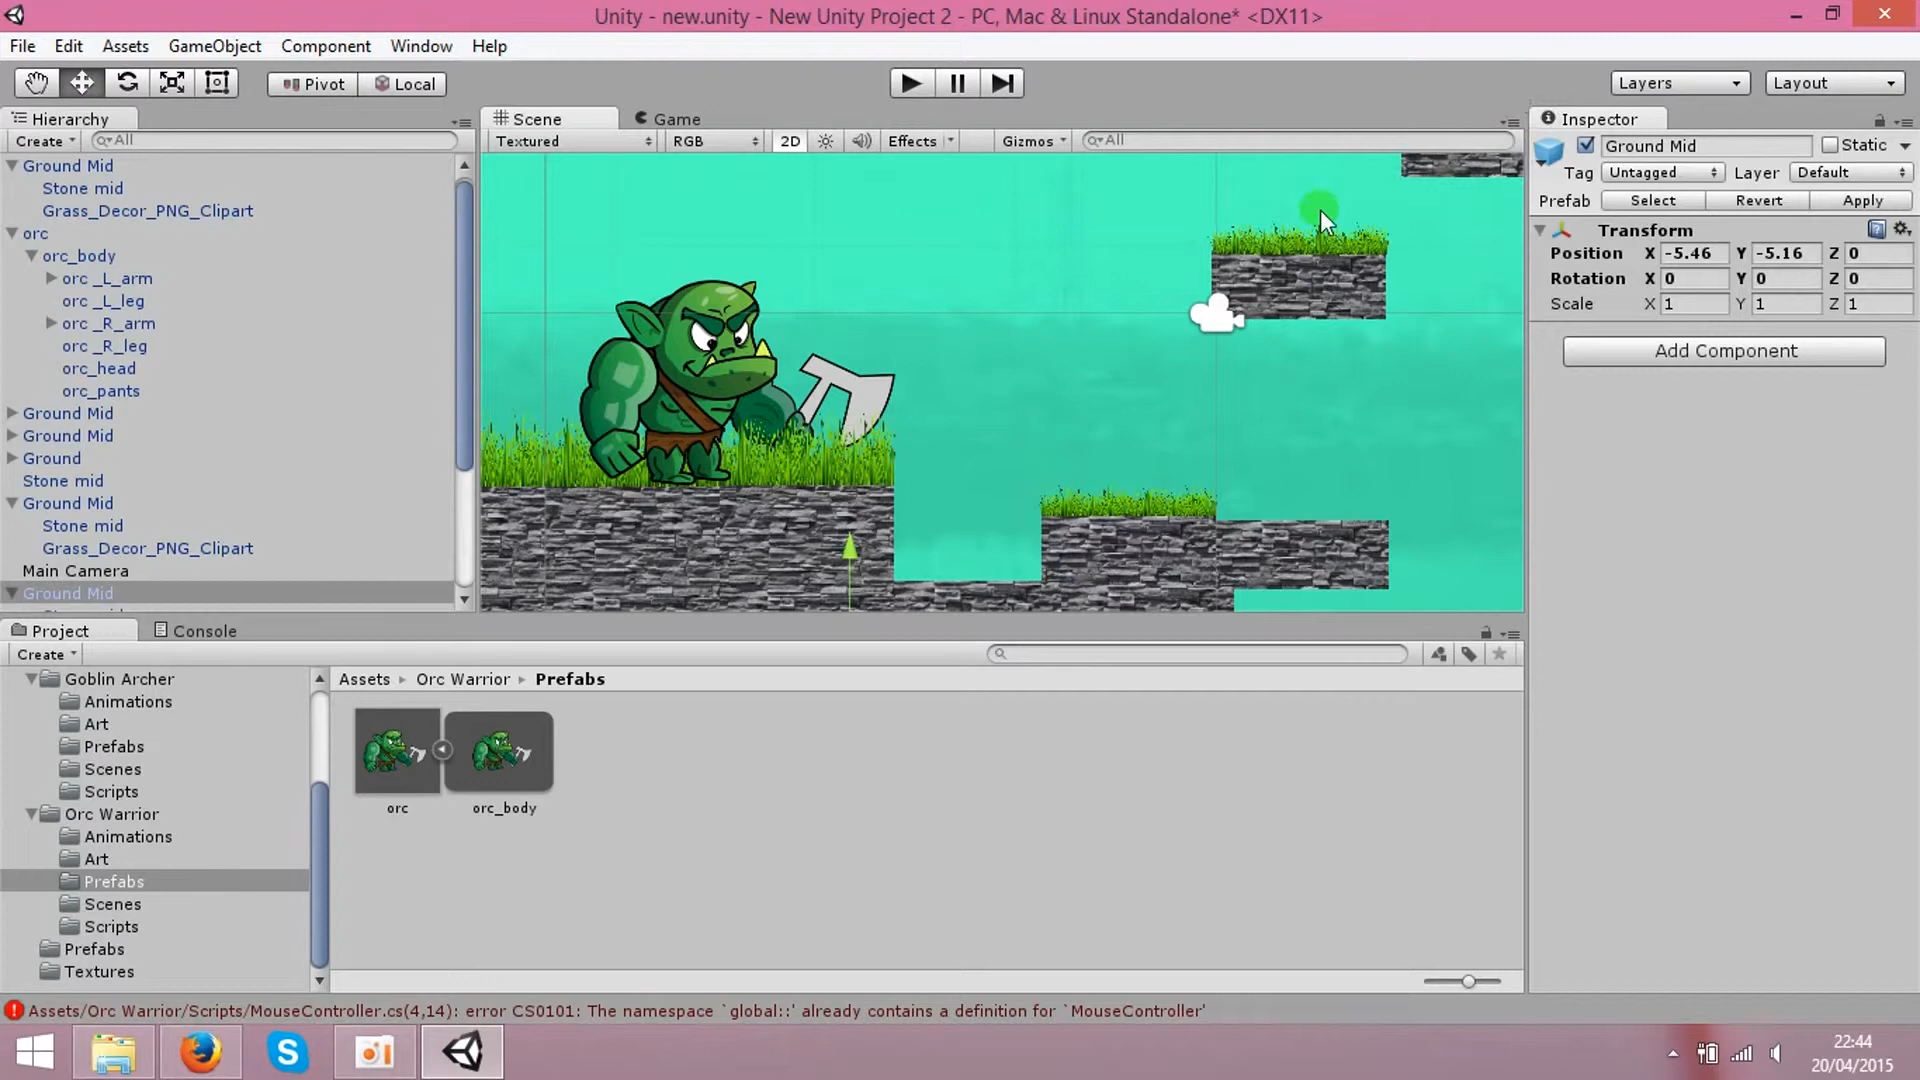 Unity - new.unity - New Unity Project 2 - PC, Mac & Linux Standalone* <DX11>
File Edit Assets GameObject Component Window Help
Pivot Local Layers Layout
Hierarchy
Create All
Ground Mid
Stone mid
Grass_Decor_PNG_Clipart
orc
orc_body
orc _L_arm
orc _L_leg
orc _R_arm
orc _R_leg
orc_head
orc_pants
Ground Mid
Ground Mid
Ground
Stone mid
Ground Mid
Stone mid
Grass_Decor_PNG_Clipart
Main Camera
Ground Mid
Scene Game
Textured RGB 2D Effects Gizmos All
Inspector
Ground Mid Static
Tag Untagged Layer Default
Prefab Select Revert Apply
Transform
Position X -5.46 Y -5.16 Z 0
Rotation X 0 Y 0 Z 0
Scale X 1 Y 1 Z 1
Add Component
Project Console
Create
Goblin Archer
Animations
Art
Prefabs
Scenes
Scripts
Orc Warrior
Animations
Art
Prefabs
Scenes
Scripts
Prefabs
Textures
Assets Orc Warrior Prefabs
orc orc_body
Assets/Orc Warrior/Scripts/MouseController.cs(4,14): error CS0101: The namespace `global::' already contains a definition for `MouseController'
22:44
20/04/2015